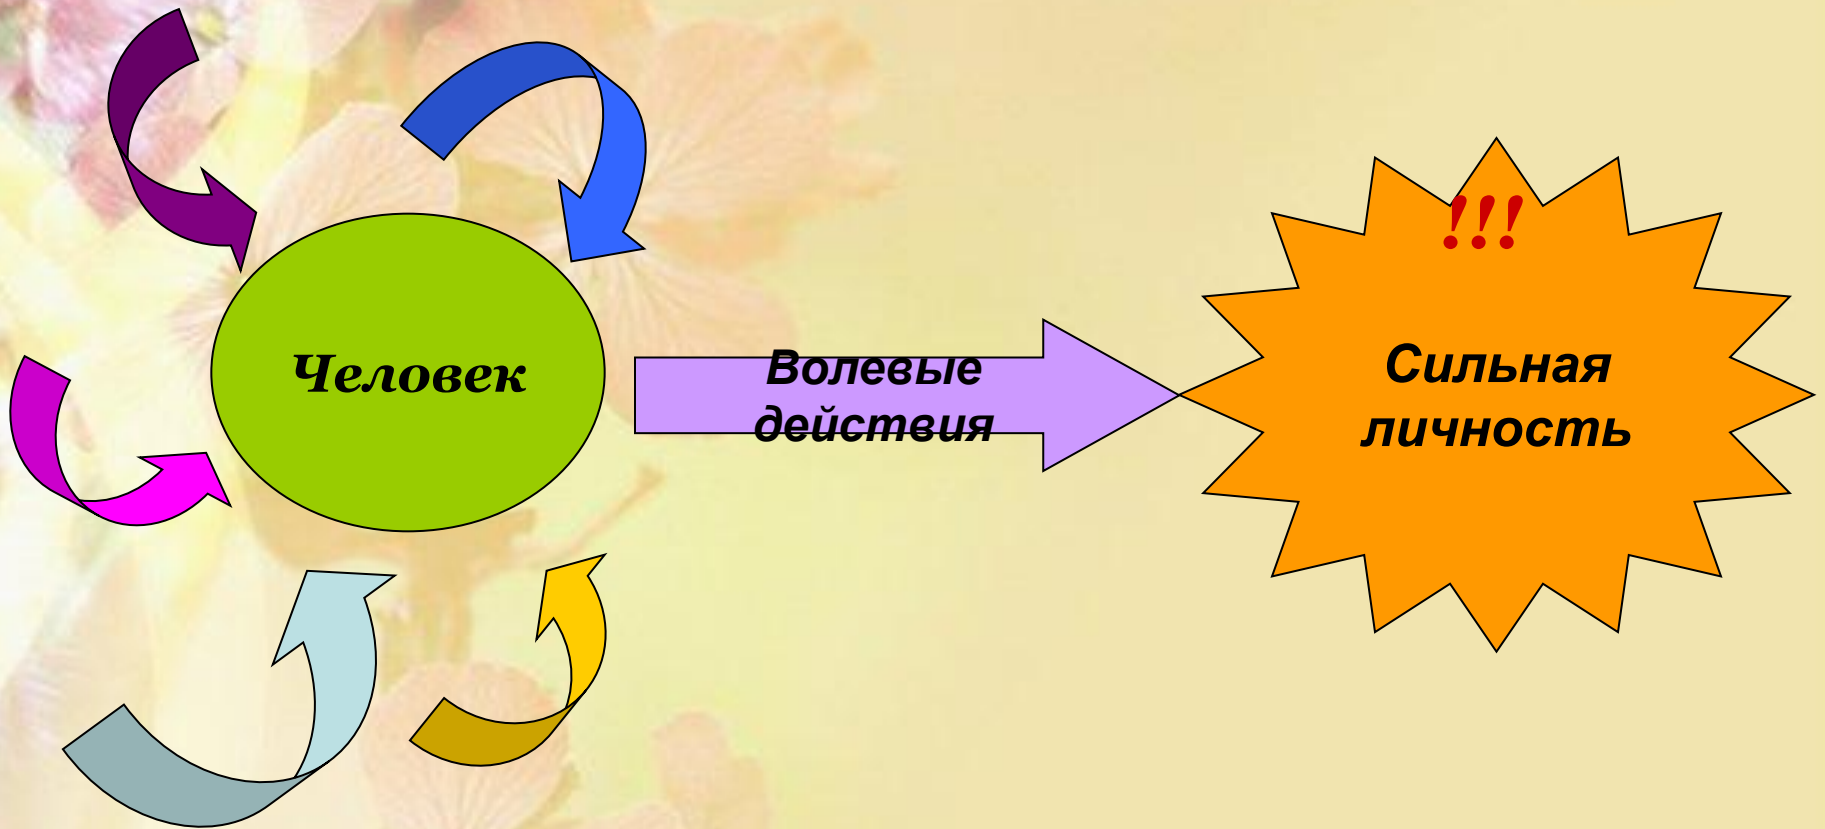 Человек
Волевые
действия
!!!
Сильная
личность